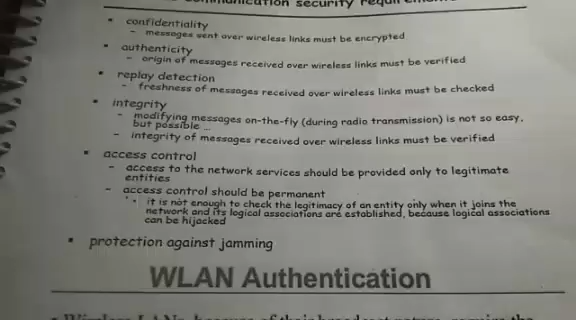 communication security requirements
• confidentiality
– messages sent over wireless links must be encrypted
• authenticity
– origin of messages received over wireless links must be verified
• replay detection
– freshness of messages received over wireless links must be checked
• integrity
– modifying messages on-the-fly (during radio transmission) is not so easy,
but possible ...
– integrity of messages received over wireless links must be verified
• access control
– access to the network services should be provided only to legitimate
entities
– access control should be permanent
• it is not enough to check the legitimacy of an entity only when it joins the
network and its logical associations are established, because logical associations
can be hijacked
• protection against jamming
WLAN Authentication